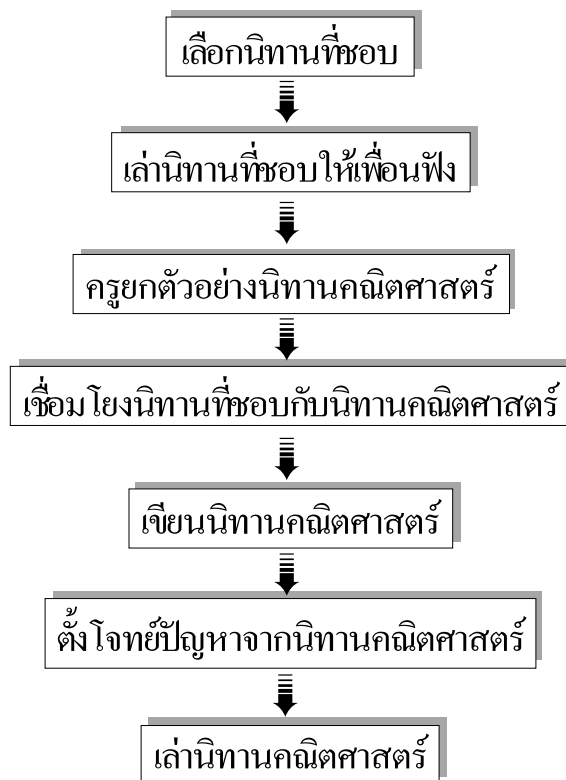 เลือกนิทานที่ชอบ
เล่านิทานที่ชอบให้เพื่อนฟัง
ครูยกตัวอย่างนิทานคณิตศาสตร์
เชื่อมโยงนิทานที่ชอบกับนิทานคณิตศาสตร์
เขียนนิทานคณิตศาสตร์
ตั้งโจทย์ปัญหาจากนิทานคณิตศาสตร์
เล่านิทานคณิตศาสตร์